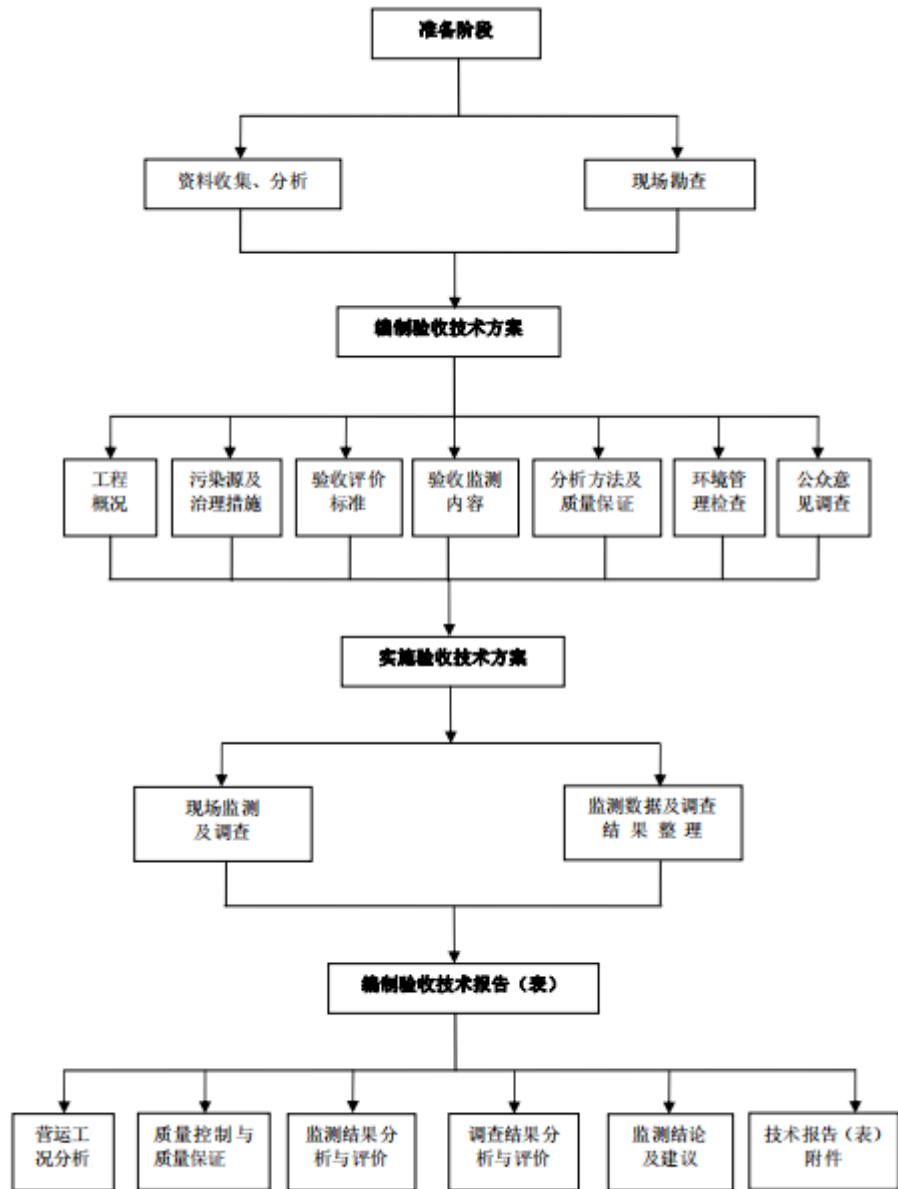 准备阶段
资料收集、分析
现场勘查
编制验收技术方案
工程
概况
污染源及
治理措施
验收评价
标准
验收监测
内容
分析方法及
质量保证
环境管
理检查
公众意
见调查
实施验收技术方案
现场监测
及调查
监测数据及调查
结 果 整 理
编制验收技术报告（表）
营运工
况分析
质量控制与
质量保证
监测结果分
析与评价
调查结果分
析与评价
监测结论
及建议
技术报告（表）
附件